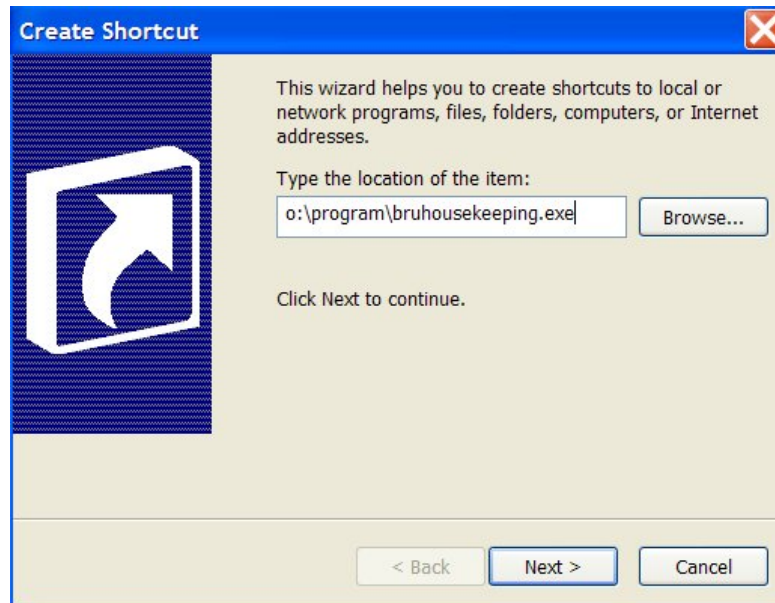 Create Shortcut
This wizard helps you to create shortcuts to local or
network programs, files, folders, computers, or Internet
addresses.
Type the location of the item:
o:\program\bruhousekeeping.exe
Browse...
Click Next to continue.
< Back
Next >
Cancel